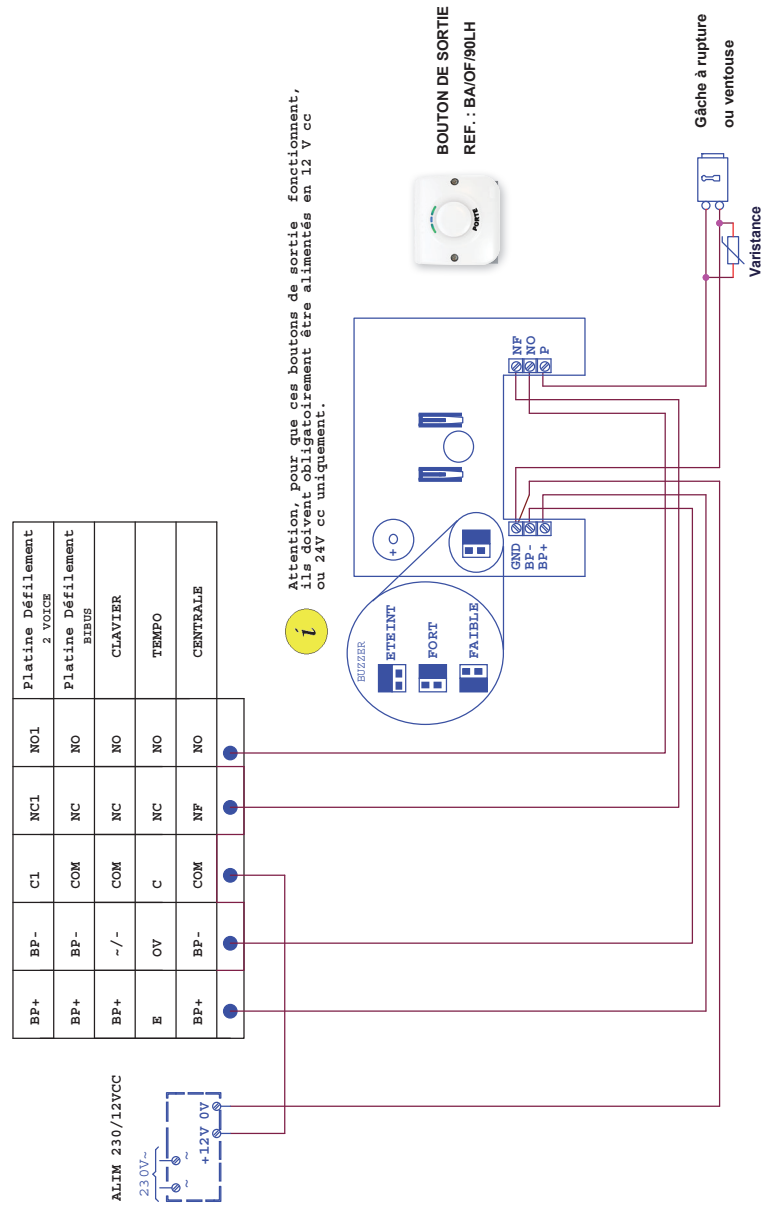 BP+ BP- C1 NC1 NO1 Platine Défilement
2 VOICE
BP+ BP- COM NC NO Platine Défilement
BIBUS
BP+ ~/- COM NC NO CLAVIER
E OV C NC NO TEMPO
BP+ BP- COM NF NO CENTRALE
ALIM 230/12VCC
230V~
~ ~
+12V 0V
i
Attention, pour que ces boutons de sortie fonctionnent,
ils doivent obligatoirement être alimentés en 12 V cc
ou 24V cc uniquement.
BUZZER
ETEINT
FORT
FAIBLE
+
GND
BP-
BP+
NF
NO
P
PORTE
BOUTON DE SORTIE
REF. : BA/OF/90LH
Gâche à rupture
ou ventouse
Varistance